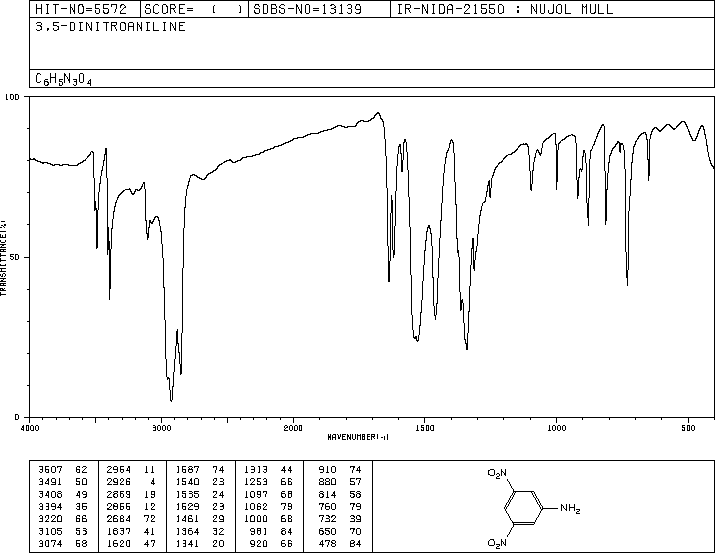 HIT-NO=5572 SCORE= ( ) SDBS-NO=13139 IR-NIDA-21550 : NUJOL MULL
3,5-DINITROANILINE
C6H5N3O4
100
TRANSMITTANCE(%)
50
0
4000 3000 2000 1500 1000 500
WAVENUMBER(-1)
3507 62 2954 11 1587 74 1313 44 910 74
3491 50 2926 4 1540 23 1253 66 880 57
3408 49 2869 19 1535 24 1097 68 814 58
3394 35 2855 12 1529 23 1062 79 760 79
3220 66 2684 72 1461 29 1000 68 732 39
3105 53 1637 41 1364 32 981 84 650 70
3074 58 1620 47 1341 20 920 66 478 84
O2N
NH2
O2N